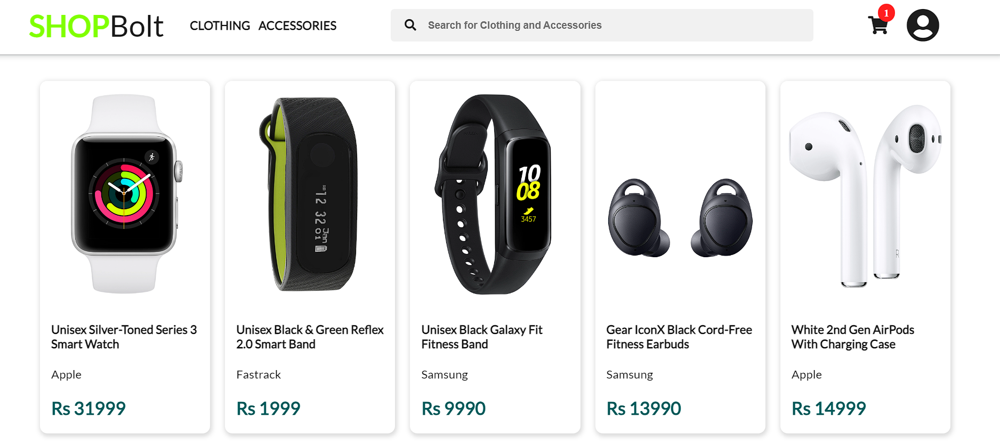 SHOPBolt
CLOTHING ACCESSORIES
Search for Clothing and Accessories
1
12 32
Jan
01
10
08
3457
R
Unisex Silver-Toned Series 3
Smart Watch
Apple
Rs 31999
Unisex Black & Green Reflex
2.0 Smart Band
Fastrack
Rs 1999
Unisex Black Galaxy Fit
Fitness Band
Samsung
Rs 9990
Gear IconX Black Cord-Free
Fitness Earbuds
Samsung
Rs 13990
White 2nd Gen AirPods
With Charging Case
Apple
Rs 14999